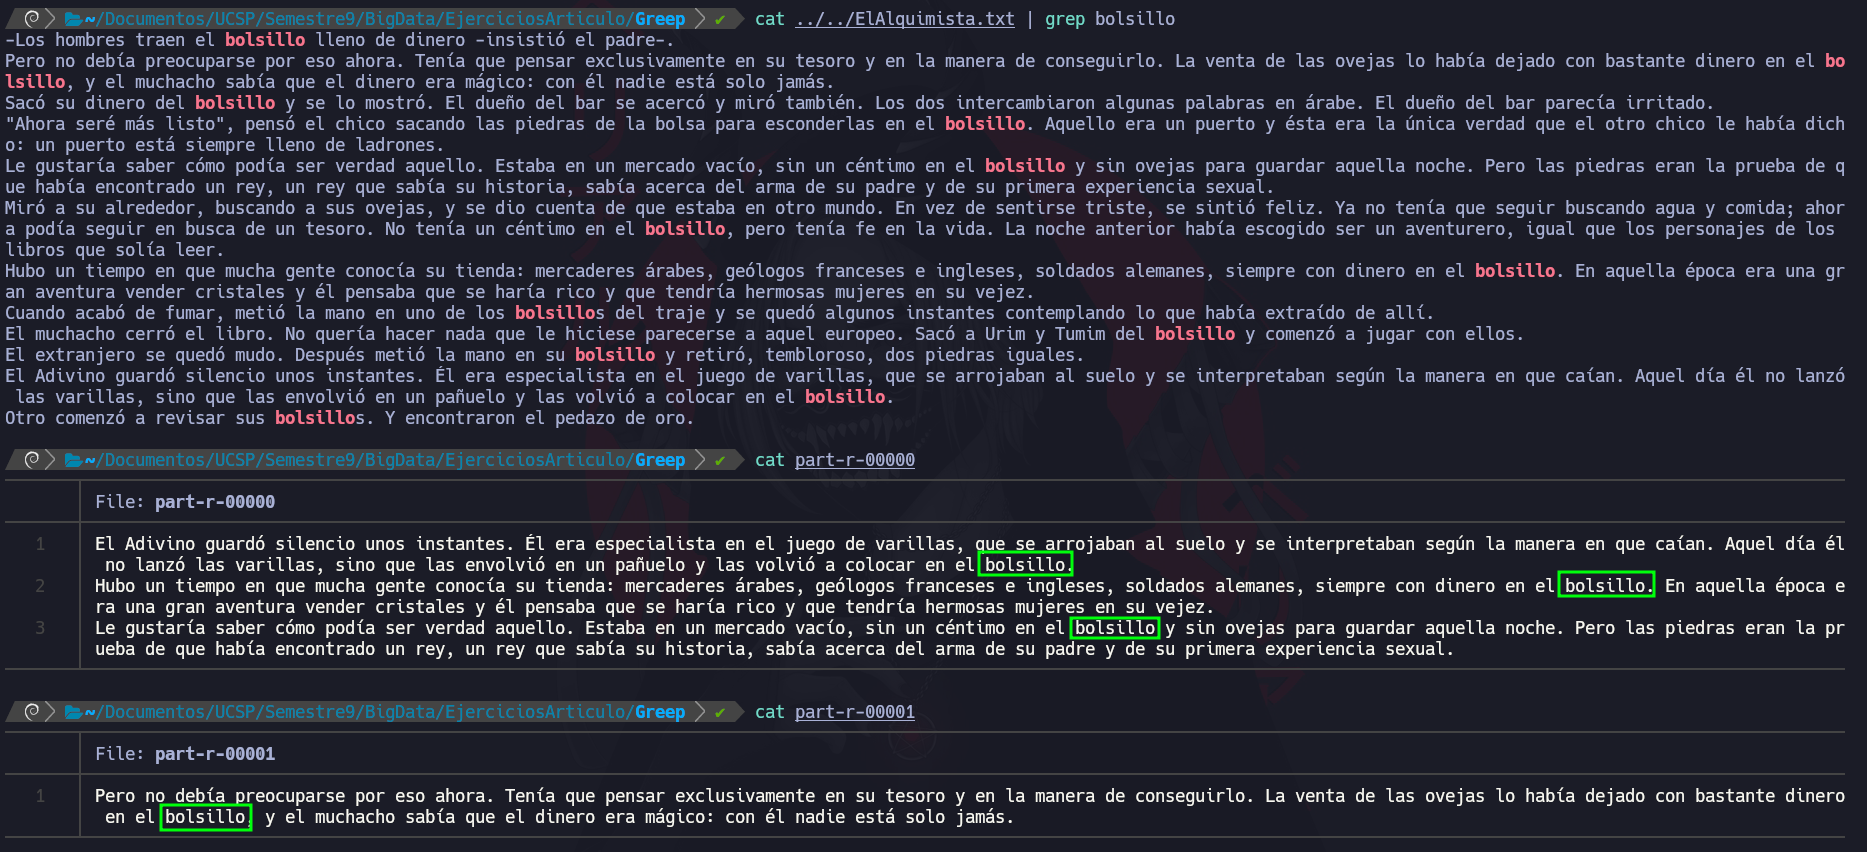 ~/Documentos/UCSP/Semestre9/BigData/EjerciciosArticulo/Greep ✔ cat ../../ElAlquimista.txt | grep bolsillo
-Los hombres traen el bolsillo lleno de dinero -insistió el padre-.
Pero no debía preocuparse por eso ahora. Tenía que pensar exclusivamente en su tesoro y en la manera de conseguirlo. La venta de las ovejas lo había dejado con bastante dinero en el bo
lsillo, y el muchacho sabía que el dinero era mágico: con él nadie está solo jamás.
Sacó su dinero del bolsillo y se lo mostró. El dueño del bar se acercó y miró también. Los dos intercambiaron algunas palabras en árabe. El dueño del bar parecía irritado.
"Ahora seré más listo", pensó el chico sacando las piedras de la bolsa para esconderlas en el bolsillo. Aquello era un puerto y ésta era la única verdad que el otro chico le había dich
o: un puerto está siempre lleno de ladrones.
Le gustaría saber cómo podía ser verdad aquello. Estaba en un mercado vacío, sin un céntimo en el bolsillo y sin ovejas para guardar aquella noche. Pero las piedras eran la prueba de q
ue había encontrado un rey, un rey que sabía su historia, sabía acerca del arma de su padre y de su primera experiencia sexual.
Miró a su alrededor, buscando a sus ovejas, y se dio cuenta de que estaba en otro mundo. En vez de sentirse triste, se sintió feliz. Ya no tenía que seguir buscando agua y comida; ahor
a podía seguir en busca de un tesoro. No tenía un céntimo en el bolsillo, pero tenía fe en la vida. La noche anterior había escogido ser un aventurero, igual que los personajes de los
libros que solía leer.
Hubo un tiempo en que mucha gente conocía su tienda: mercaderes árabes, geólogos franceses e ingleses, soldados alemanes, siempre con dinero en el bolsillo. En aquella época era una gr
an aventura vender cristales y él pensaba que se haría rico y que tendría hermosas mujeres en su vejez.
Cuando acabó de fumar, metió la mano en uno de los bolsillos del traje y se quedó algunos instantes contemplando lo que había extraído de allí.
El muchacho cerró el libro. No quería hacer nada que le hiciese parecerse a aquel europeo. Sacó a Urim y Tumim del bolsillo y comenzó a jugar con ellos.
El extranjero se quedó mudo. Después metió la mano en su bolsillo y retiró, tembloroso, dos piedras iguales.
El Adivino guardó silencio unos instantes. Él era especialista en el juego de varillas, que se arrojaban al suelo y se interpretaban según la manera en que caían. Aquel día él no lanzó
las varillas, sino que las envolvió en un pañuelo y las volvió a colocar en el bolsillo.
Otro comenzó a revisar sus bolsillos. Y encontraron el pedazo de oro.
~/Documentos/UCSP/Semestre9/BigData/EjerciciosArticulo/Greep ✔ cat part-r-00000
File: part-r-00000
1 El Adivino guardó silencio unos instantes. Él era especialista en el juego de varillas, que se arrojaban al suelo y se interpretaban según la manera en que caían. Aquel día él
no lanzó las varillas, sino que las envolvió en un pañuelo y las volvió a colocar en el bolsillo.
2 Hubo un tiempo en que mucha gente conocía su tienda: mercaderes árabes, geólogos franceses e ingleses, soldados alemanes, siempre con dinero en el bolsillo. En aquella época e
ra una gran aventura vender cristales y él pensaba que se haría rico y que tendría hermosas mujeres en su vejez.
3 Le gustaría saber cómo podía ser verdad aquello. Estaba en un mercado vacío, sin un céntimo en el bolsillo y sin ovejas para guardar aquella noche. Pero las piedras eran la pr
ueba de que había encontrado un rey, un rey que sabía su historia, sabía acerca del arma de su padre y de su primera experiencia sexual.
~/Documentos/UCSP/Semestre9/BigData/EjerciciosArticulo/Greep ✔ cat part-r-00001
File: part-r-00001
1 Pero no debía preocuparse por eso ahora. Tenía que pensar exclusivamente en su tesoro y en la manera de conseguirlo. La venta de las ovejas lo había dejado con bastante dinero
en el bolsillo, y el muchacho sabía que el dinero era mágico: con él nadie está solo jamás.